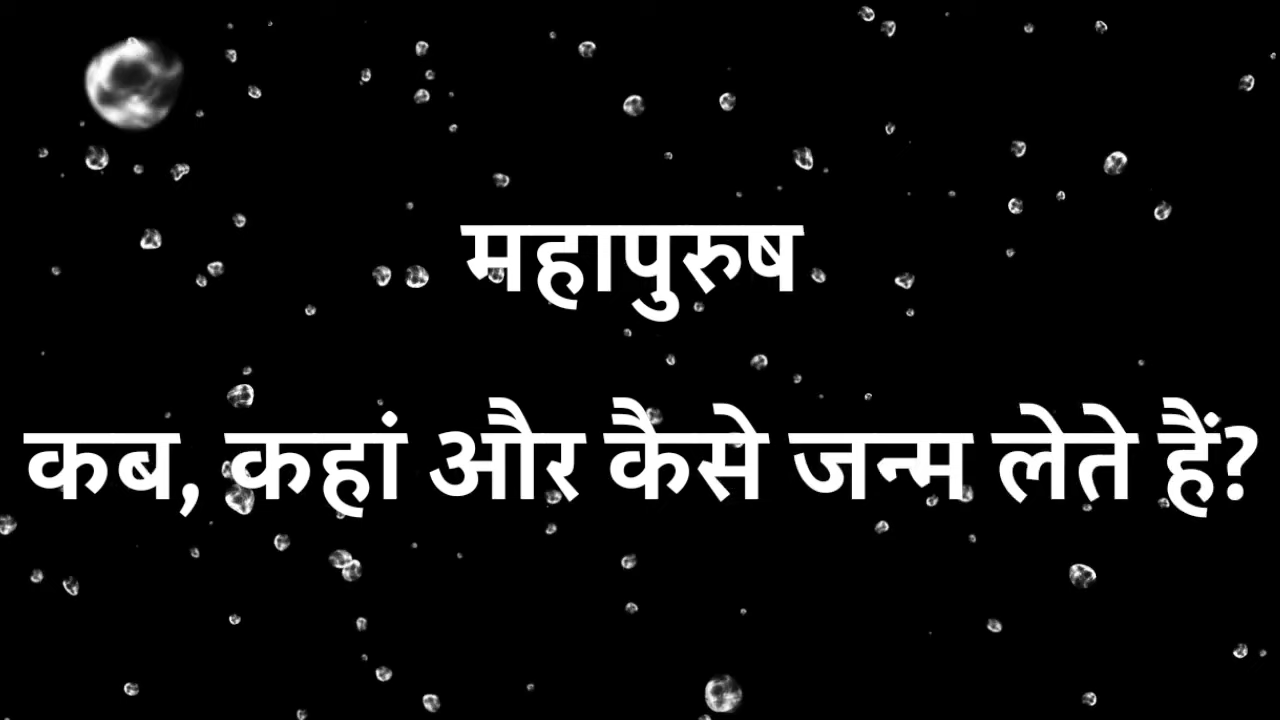 महापुरुष
कब, कहां और कैसे जन्म लेते हैं?